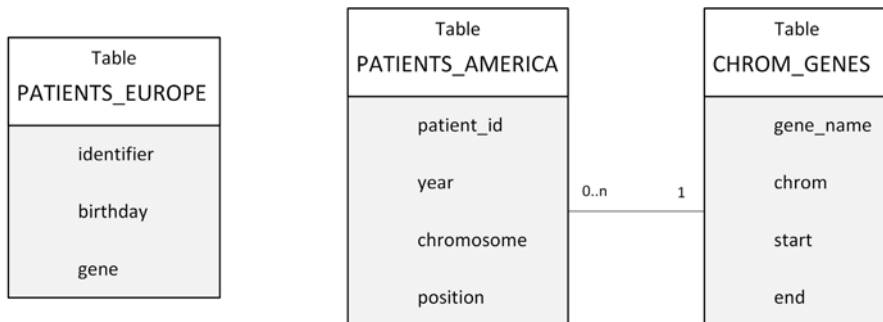 Table
PATIENTS_EUROPE
identifier
birthday
gene
Table
PATIENTS_AMERICA
patient_id
year
chromosome
position
0..n
1
Table
CHROM_GENES
gene_name
chrom
start
end